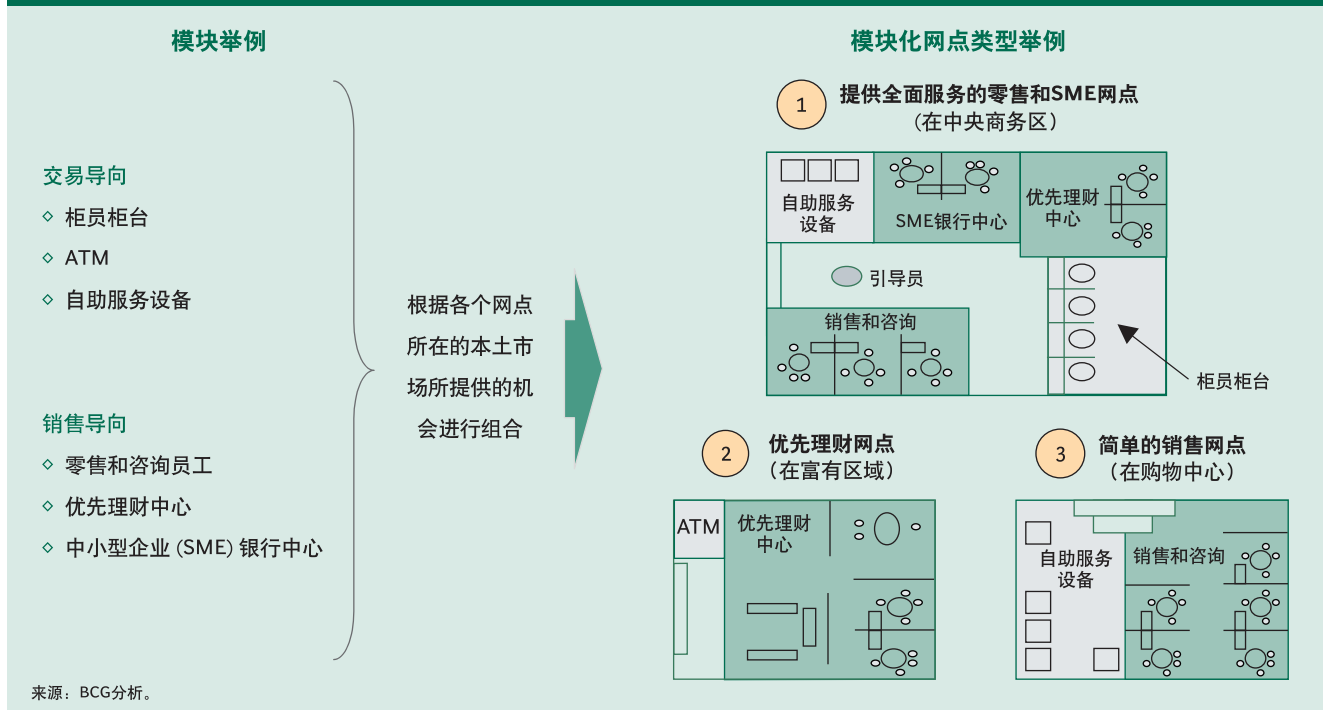 模块举例
交易导向
◇ 柜员柜台
◇ ATM
◇ 自助服务设备
销售导向
◇ 零售和咨询员工
◇ 优先理财中心
◇ 中小型企业 (SME) 银行中心
根据各个网点
所在的本土市
场所提供的机
会进行组合
模块化网点类型举例
1
提供全面服务的零售和SME网点
(在中央商务区)
自助服务
设备
SME银行中心
优先理财
中心
引导员
销售和咨询
柜员柜台
2
优先理财网点
(在富有区域)
ATM
优先理财
中心
3
简单的销售网点
(在购物中心)
自助服务
设备
销售和咨询
来源：BCG分析。